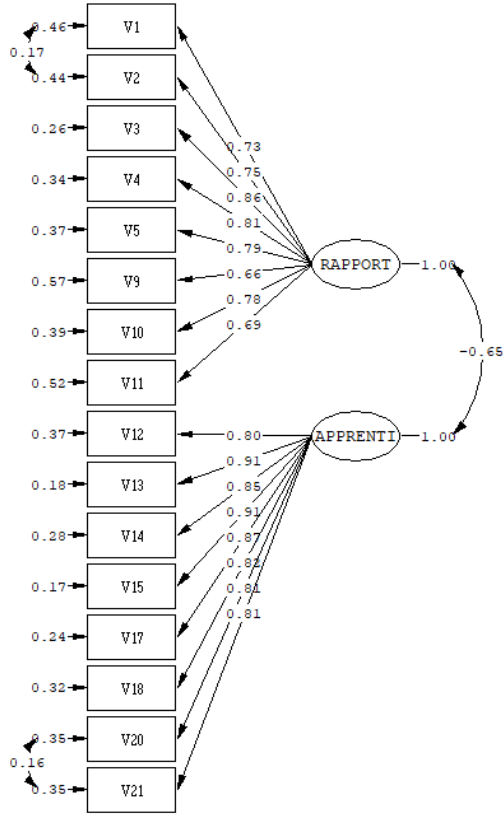 0.46 V1
0.17
0.44 V2
0.26 V3
0.73
0.75
0.34 V4
0.86
0.81
0.37 V5
0.79
RAPPORT 1.00
0.57 V9
0.66
0.78
0.39 V10
0.69
-0.65
0.52 V11
0.37 V12
0.80 APPRENTI 1.00
0.91
0.18 V13
0.85
0.91
0.28 V14
0.87
0.82
0.17 V15
0.81
0.81
0.24 V17
0.32 V18
0.35 V20
0.16
0.35 V21